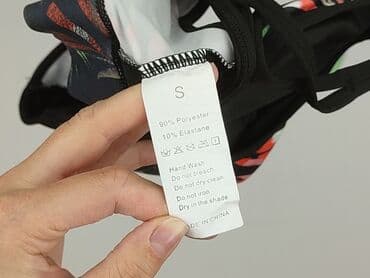 S
90% Polyester
10% Elastane
Hand Wash
Do not bleach
Do not dry clean
Do not iron
Dry in the shade
MADE IN CHINA